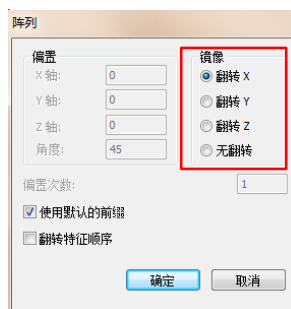 阵列
偏置
镜像
X 轴:
0
翻转 X
Y 轴:
0
翻转 Y
Z 轴:
0
翻转 Z
角度:
45
无翻转
偏置次数:
1
使用默认的前缀
翻转特征顺序
确定
取消